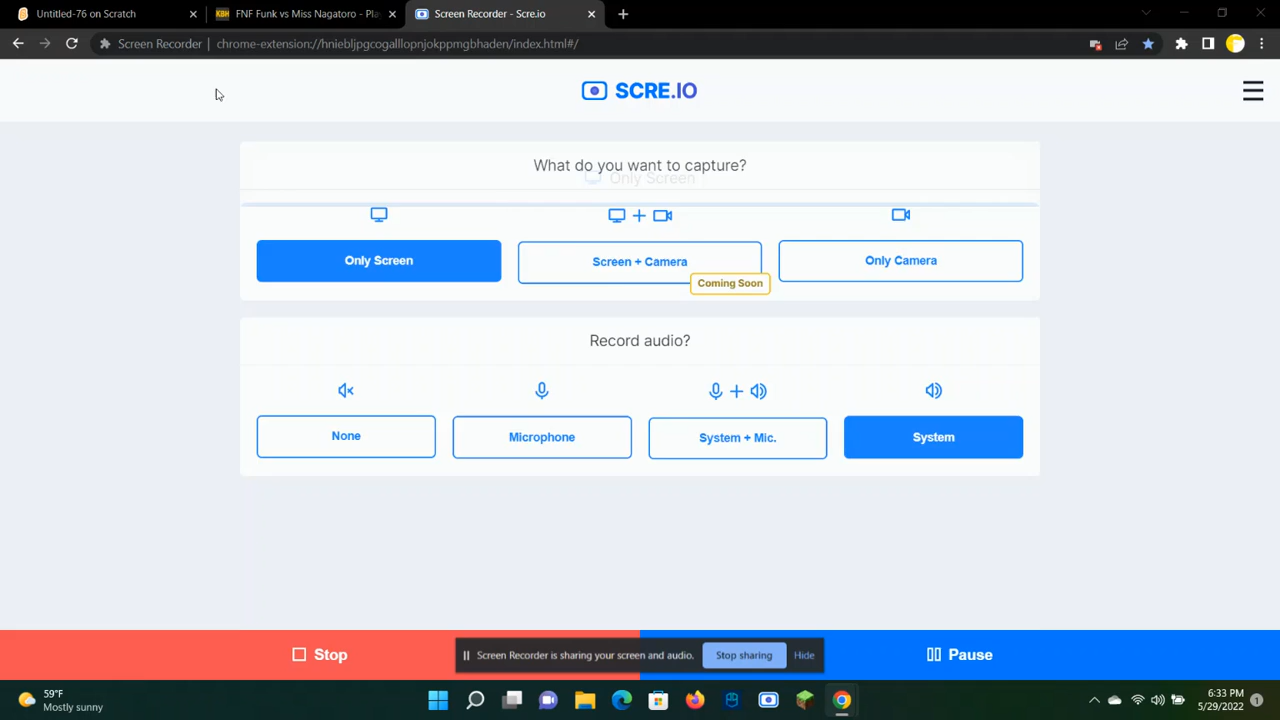 Untitled-76 on Scratch
FNF Funk vs Miss Nagatoro - Pla
Screen Recorder - Scre.io
Screen Recorder | chrome-extension://hniebljpgcogalllopnjokppmgbhaden/index.html#/
SCRE.IO
What do you want to capture?
Only Screen
Only Screen
Screen + Camera
Only Camera
Coming Soon
Record audio?
None
Microphone
System + Mic.
System
Stop
Screen Recorder is sharing your screen and audio.
Stop sharing
Hide
Pause
59°F
Mostly sunny
6:33 PM
5/29/2022
1